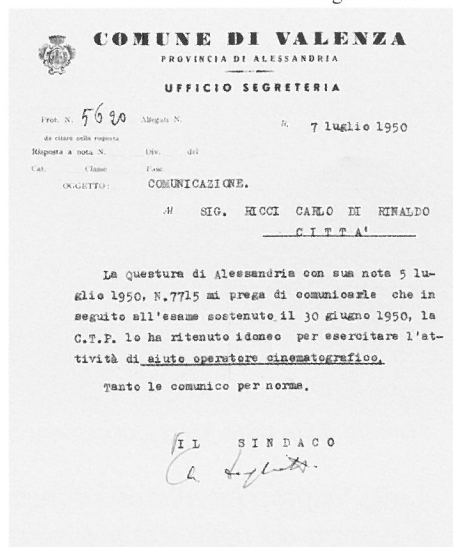 COMUNE DI VALENZA
PROVINCIA DI ALESSANDRIA
UFFICIO SEGRETERIA
Prot. N. 5620 Allegati N. li, 7 luglio 1950
da citare nella risposta
Risposta a nota N. Div. del
Cat. Classe Fasc.
OGGETTO: COMUNICAZIONE.
Al SIG. RICCI CARLO DI RINALDO
CITTA'
La Questura di Alessandria con sua nota 5 lu-
glio 1950, N.7715 mi prega di comunicarle che in
seguito all'esame sostenuto il 30 giugno 1950, la
C.T.P. lo ha ritenuto idoneo per esercitare l'at-
tività di aiuto operatore cinematografico.
Tanto le comunico per norma.
IL SINDACO